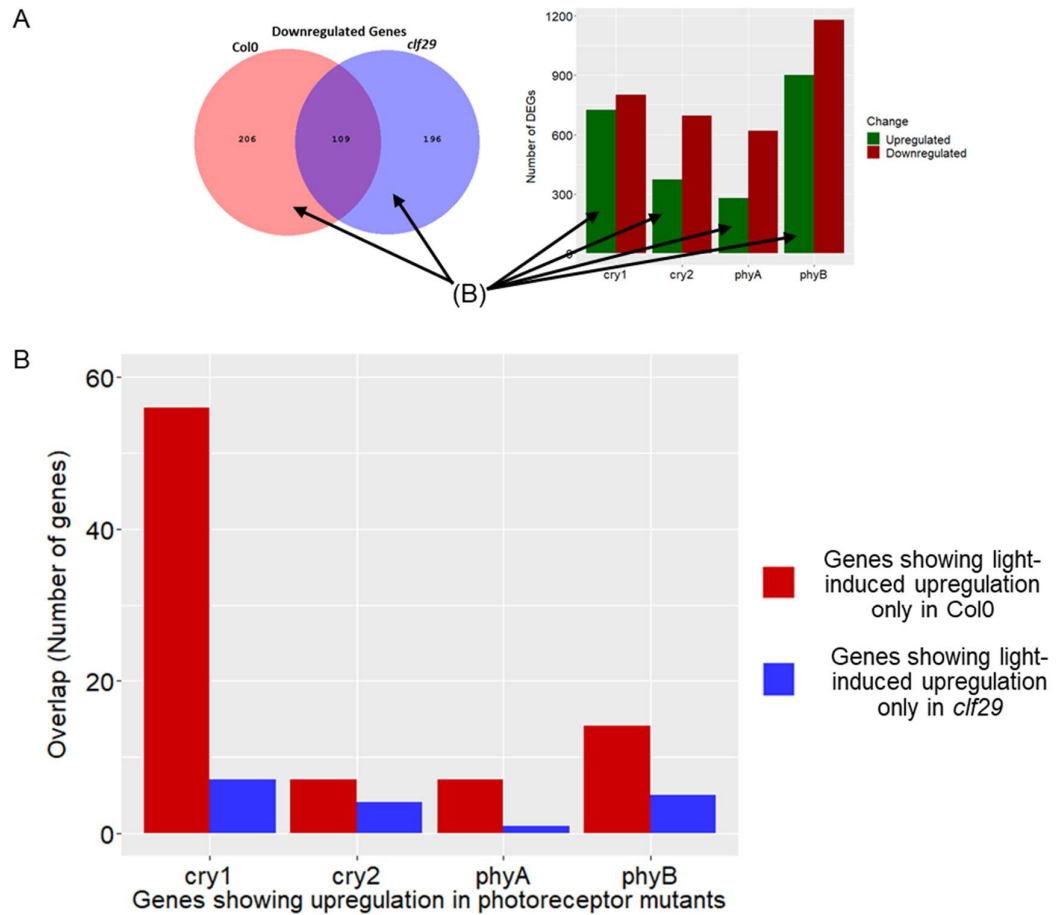 A
Downregulated Genes
Col0
clf29
206
109
196
1200
900
600
300
0
Number of DEGs
cry1
cry2
phyA
phyB
Change
Upregulated
Downregulated
(B)
B
60
40
20
0
Overlap (Number of genes)
cry1
cry2
phyA
phyB
Genes showing upregulation in photoreceptor mutants
Genes showing light-
induced upregulation
only in Col0
Genes showing light-
induced upregulation
only in clf29